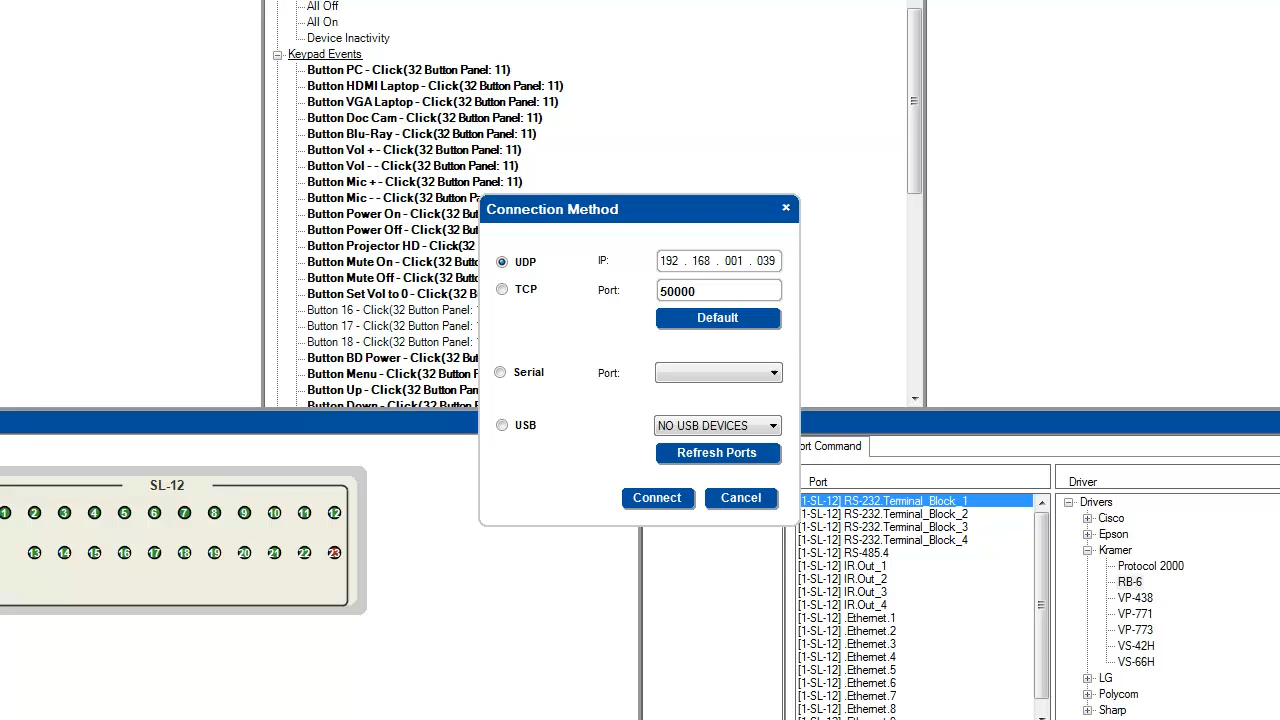 All Off
All On
Device Inactivity
Keypad Events
Button PC - Click(32 Button Panel: 11)
Button HDMI Laptop - Click(32 Button Panel: 11)
Button VGA Laptop - Click(32 Button Panel: 11)
Button Doc Cam - Click(32 Button Panel: 11)
Button Blu-Ray - Click(32 Button Panel: 11)
Button Vol + - Click(32 Button Panel: 11)
Button Vol - - Click(32 Button Panel: 11)
Button Mic + - Click(32 Button Panel: 11)
Button Mic - - Click(32 Button Pane
Button Power On - Click(32
Button Power Off - Click(32
Button Projector HD - Click(32
Button Mute On - Click(32 Butt
Button Mute Off - Click(32 Butt
Button Set Vol to 0 - Click(32 B
Button 16 - Click(32 Button Panel:
Button 17 - Click(32 Button Panel:
Button 18 - Click(32 Button Panel:
Button BD Power - Click(32
Button Menu - Click(32 Button
Button Up - Click(32 Button Pan
Button Down - Click(32 Button
Connection Method
UDP
IP:
192 . 168 . 001 . 039
TCP
Port:
50000
Default
Serial
Port:
USB
NO USB DEVICES
Refresh Ports
Connect
Cancel
SL-12
1 2 3 4 5 6 7 8 9 10 11 12
13 14 15 16 17 18 19 20 21 22 23
ort Command
Port
[1-SL-12] RS-232.Terminal_Block_1
[1-SL-12] RS-232.Terminal_Block_2
[1-SL-12] RS-232.Terminal_Block_3
[1-SL-12] RS-232.Terminal_Block_4
[1-SL-12] RS-485.4
[1-SL-12] IR.Out_1
[1-SL-12] IR.Out_2
[1-SL-12] IR.Out_3
[1-SL-12] IR.Out_4
[1-SL-12] .Ethernet.1
[1-SL-12] .Ethernet.2
[1-SL-12] .Ethernet.3
[1-SL-12] .Ethernet.4
[1-SL-12] .Ethernet.5
[1-SL-12] .Ethernet.6
[1-SL-12] .Ethernet.7
[1-SL-12] .Ethernet.8
Driver
Drivers
Cisco
Epson
Kramer
Protocol 2000
RB-6
VP-438
VP-771
VP-773
VS-42H
VS-66H
LG
Polycom
Sharp